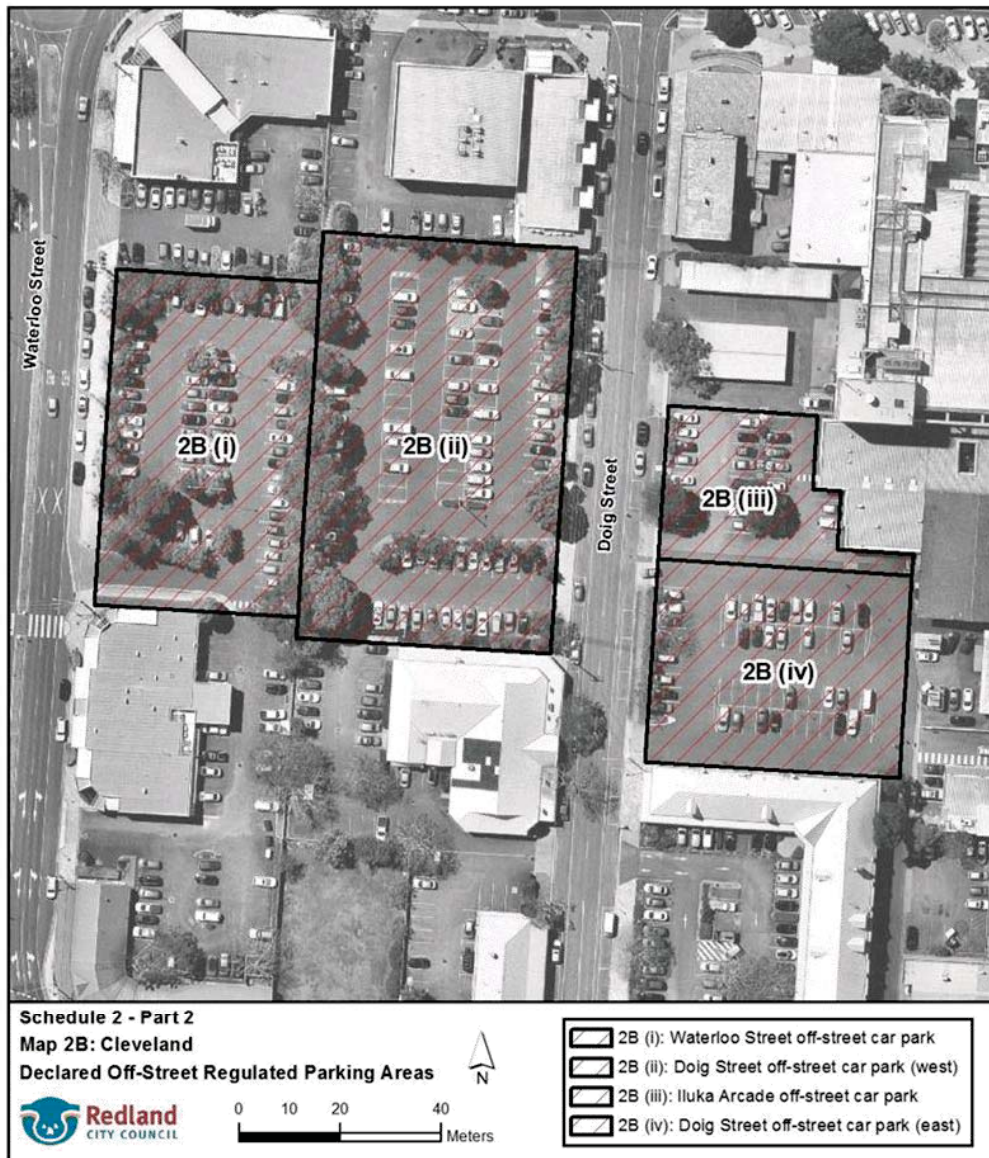 Waterloo Street
2B (i)
2B (ii)
Doig Street
2B (iii)
2B (iv)
Schedule 2 - Part 2
Map 2B: Cleveland
Declared Off-Street Regulated Parking Areas
N
Redland
CITY COUNCIL
0 10 20 40
Meters
2B (i): Waterloo Street off-street car park
2B (ii): Doig Street off-street car park (west)
2B (iii): Iluka Arcade off-street car park
2B (iv): Doig Street off-street car park (east)